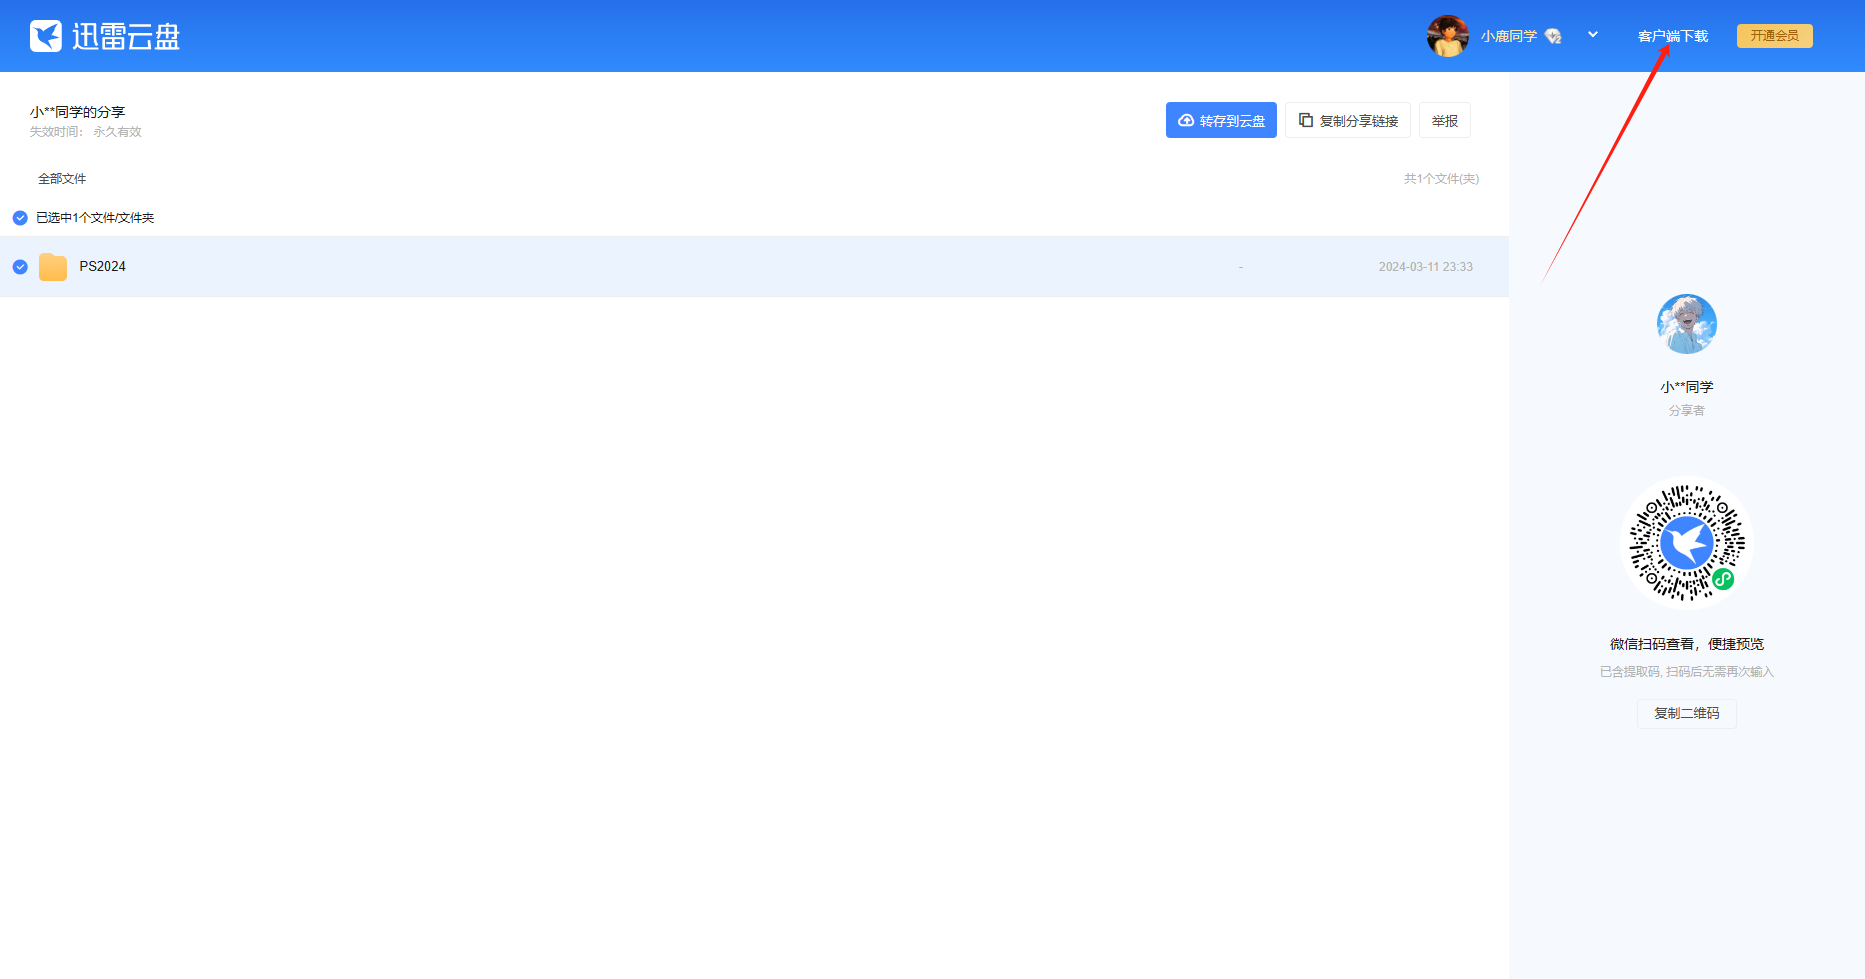 迅雷云盘
小鹿同学
客户端下载
开通会员
小**同学的分享
失效时间： 永久有效
转存到云盘
复制分享链接
举报
全部文件
共1个文件(夹)
已选中1个文件/文件夹
PS2024
-
2024-03-11 23:33
小**同学
分享者
微信扫码查看，便捷预览
已含提取码, 扫码后无需再次输入
复制二维码